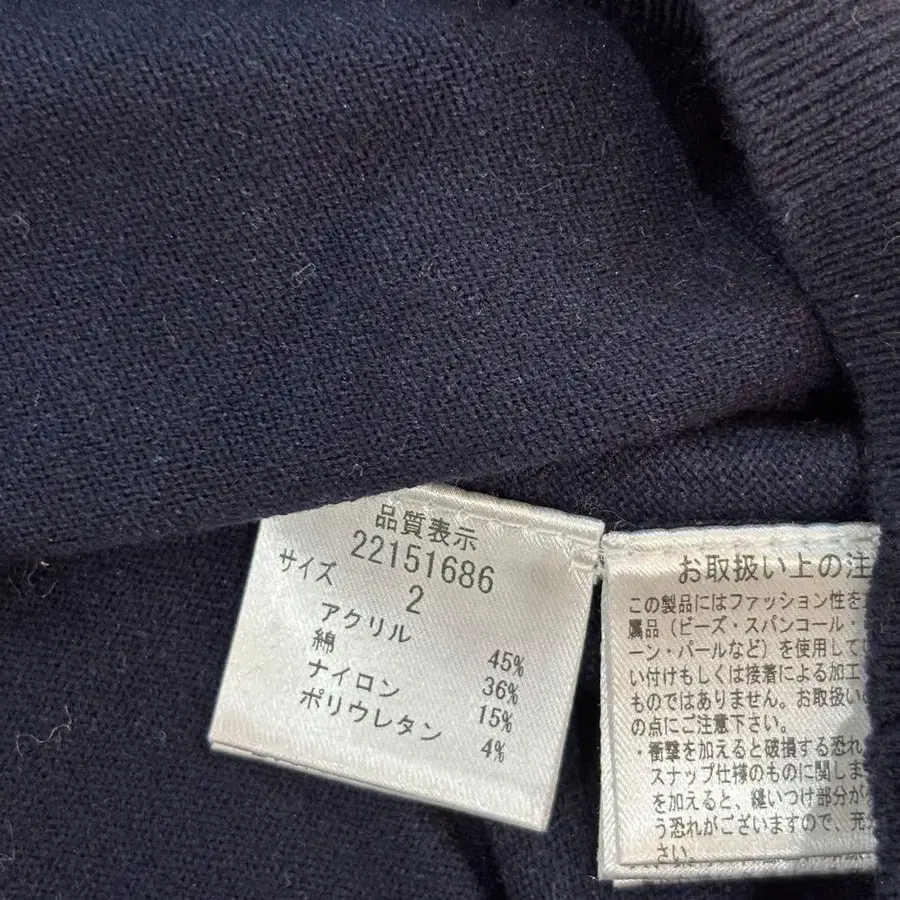 品質表示
22151686
サイズ 2
アクリル 45%
綿 36%
ナイロン 15%
ポリウレタン 4%
お取扱い上の注
この製品にはファッション性を
属品(ビーズ・スパンコール・
ーン・パールなど)を使用して
い付けもしくは接着による加工
ものではありません。お取扱い
の点にご注意下さい。
・衝撃を加えると破損する恐れ
スナップ仕様のものに関しま
を加えると、縫いつけ部分が
う恐れがございますので、充
さい。